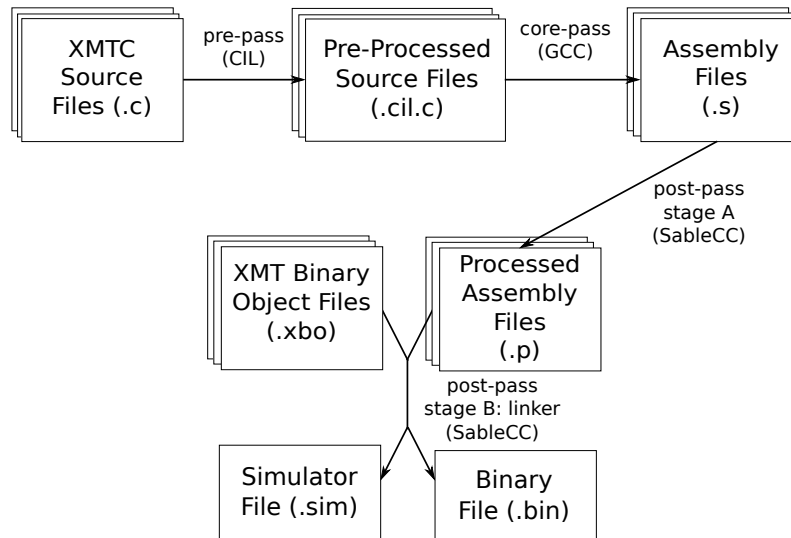 XMTC
Source
Files (.c)
pre-pass
(CIL)
Pre-Processed
Source Files
(.cil.c)
core-pass
(GCC)
Assembly
Files
(.s)
post-pass
stage A
(SableCC)
XMT Binary
Object Files
(.xbo)
Processed
Assembly
Files
(.p)
post-pass
stage B: linker
(SableCC)
Simulator
File (.sim)
Binary
File (.bin)